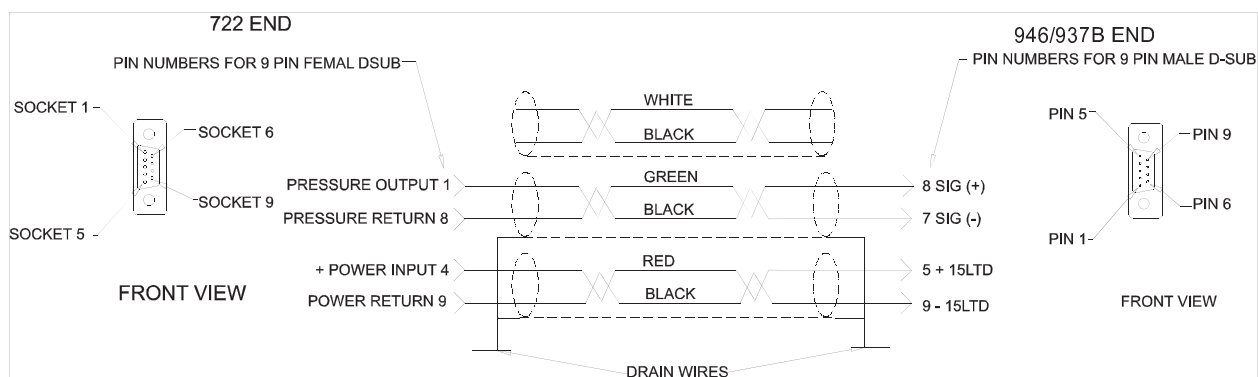 722 END
946/937B END
PIN NUMBERS FOR 9 PIN FEMAL DSUB
PIN NUMBERS FOR 9 PIN MALE D-SUB
SOCKET 1
SOCKET 6
SOCKET 9
SOCKET 5
FRONT VIEW
WHITE
BLACK
PRESSURE OUTPUT 1
GREEN
8 SIG (+)
PRESSURE RETURN 8
BLACK
7 SIG (-)
+ POWER INPUT 4
RED
5 + 15LTD
POWER RETURN 9
BLACK
9 - 15LTD
DRAIN WIRES
PIN 5
PIN 9
PIN 6
PIN 1
FRONT VIEW